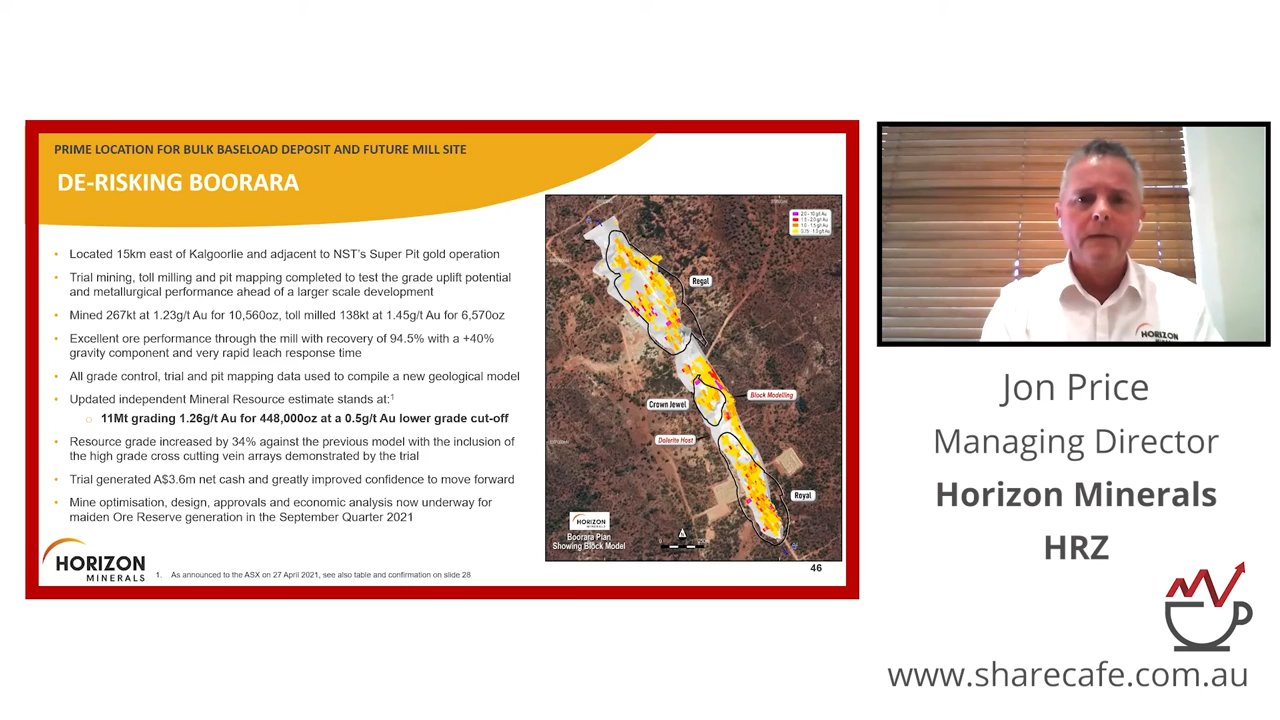 PRIME LOCATION FOR BULK BASELOAD DEPOSIT AND FUTURE MILL SITE
DE-RISKING BOORARA
• Located 15km east of Kalgoorlie and adjacent to NST's Super Pit gold operation
• Trial mining, toll milling and pit mapping completed to test the grade uplift potential
and metallurgical performance ahead of a larger scale development
• Mined 267kt at 1.23g/t Au for 10,560oz, toll milled 138kt at 1.45g/t Au for 6,570oz
• Excellent ore performance through the mill with recovery of 94.5% with a +40%
gravity component and very rapid leach response time
• All grade control, trial and pit mapping data used to compile a new geological model
• Updated independent Mineral Resource estimate stands at:1
o 11Mt grading 1.26g/t Au for 448,000oz at a 0.5g/t Au lower grade cut-off
• Resource grade increased by 34% against the previous model with the inclusion of
the high grade cross cutting vein arrays demonstrated by the trial
• Trial generated A$3.6m net cash and greatly improved confidence to move forward
• Mine optimisation, design, approvals and economic analysis now underway for
maiden Ore Reserve generation in the September Quarter 2021
HORIZON
MINERALS
1. As announced to the ASX on 27 April 2021, see also table and confirmation on slide 28
46
Regal
Block Modelling
Crown Jewel
Dolerite Host
Royal
HORIZON
MINERALS
Boorara Plan
Showing Block Model
HORIZON
Jon Price
Managing Director
Horizon Minerals
HRZ
www.sharecafe.com.au